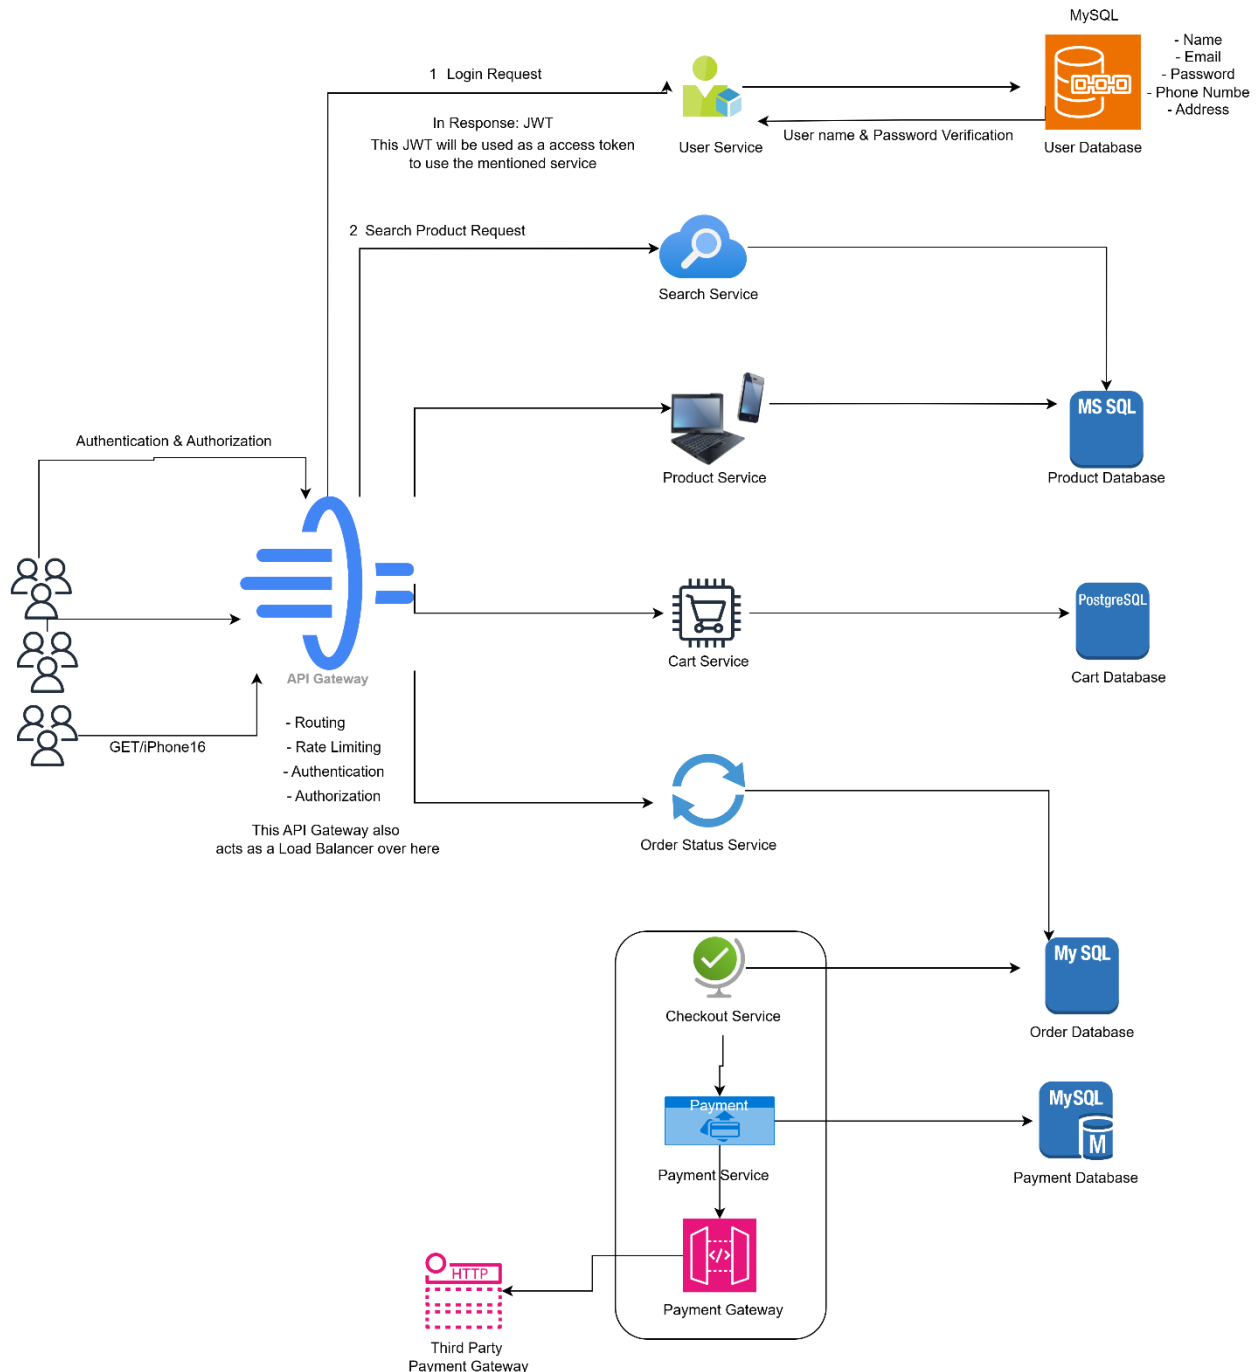 MySQL
- Name
- Email
- Password
- Phone Numbe
- Address
1 Login Request
In Response: JWT
This JWT will be used as a access token
to use the mentioned service
User Service
User name & Password Verification
User Database
2 Search Product Request
Search Service
MS SQL
Product Service
Product Database
Authentication & Authorization
PostgreSQL
Cart Service
Cart Database
API Gateway
GET/iPhone16
- Routing
- Rate Limiting
- Authentication
- Authorization
This API Gateway also
acts as a Load Balancer over here
Order Status Service
My SQL
Checkout Service
Order Database
Payment
MySQL
M
Payment Service
Payment Database
</>
HTTP
Payment Gateway
Third Party
Payment Gateway